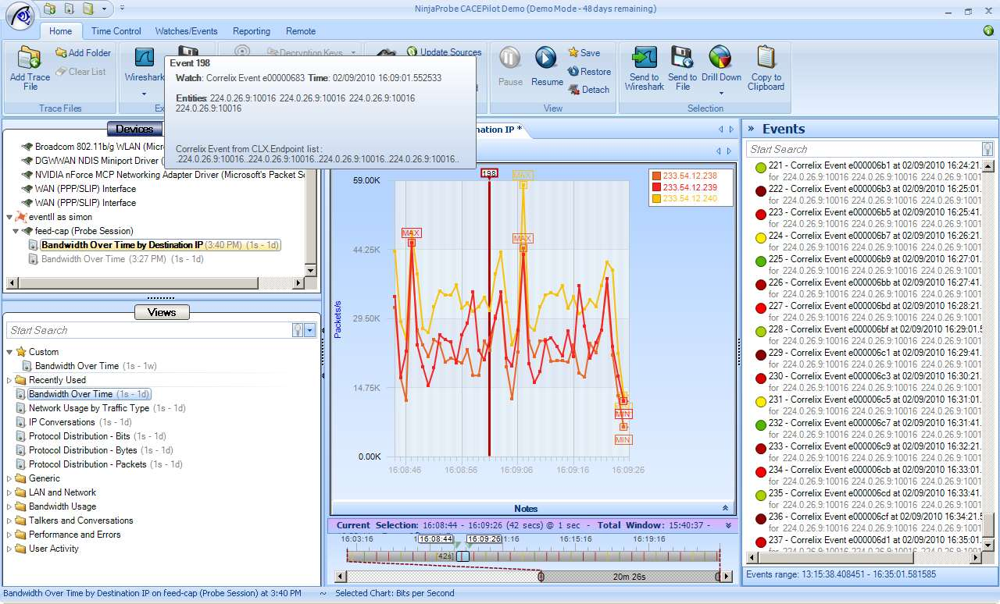 NinjaProbe CACEPilot Demo (Demo Mode - 48 days remaining)
Home Time Control Watches/Events Reporting Remote
Add Trace File
Add Folder
Clear List
Trace Files
Wireshark
Decryption Keys
Update Sources
Pause
Resume
Save
Restore
Detach
View
Send to Wireshark
Send to File
Drill Down
Copy to Clipboard
Selection
Event 198
Watch: Correlix Event e00000683 Time: 02/09/2010 16:09:01.552533
Entities: 224.0.26.9:10016 224.0.26.9:10016 224.0.26.9:10016
224.0.26.9:10016
Correlix Event from CLX.Endpoint list:
.224.0.26.9:10016..224.0.26.9:10016..224.0.26.9:10016..224.0.26.9:10016..
Devices
Broadcom 802.11b/g WLAN (Micr
DGWWAN NDIS Miniport Driver (
NVIDIA nForce MCP Networking Adapter Driver (Microsoft's Packet Sc
WAN (PPP/SLIP) Interface
WAN (PPP/SLIP) Interface
eventll as simon
feed-cap (Probe Session)
Bandwidth Over Time by Destination IP (3:40 PM) (1s - 1d)
Bandwidth Over Time (3:27 PM) (1s - 1d)
Views
Start Search
Custom
Bandwidth Over Time (1s - 1w)
Recently Used
Bandwidth Over Time (1s - 1d)
Network Usage by Traffic Type (1s - 1d)
IP Conversations (1s - 1d)
Protocol Distribution - Bits (1s - 1d)
Protocol Distribution - Bytes (1s - 1d)
Protocol Distribution - Packets (1s - 1d)
Generic
LAN and Network
Bandwidth Usage
Talkers and Conversations
Performance and Errors
User Activity
nation IP *
198
MAX
MAX
MAX
MIN
MIN
59.00K
44.25K
29.50K
14.75K
0.00K
Packets/s
16:08:46 16:08:56 16:09:06 16:09:16 16:09:26
233.54.12.238
233.54.12.239
233.54.12.240
Notes
Current Selection: 16:08:44 - 16:09:26 (42 secs) @ 1 sec - Total Window: 15:40:37 -
16:03:16 16:08:44 16:09:26 1:16 16:15:16 16:19:16
[42s]
20m 26s
Events
Start Search
221 - Correlix Event e000006b1 at 02/09/2010 16:24:21.
for 224.0.26.9:10016 224.0.26.9:10016 224.0.26.9:1001
222 - Correlix Event e000006b3 at 02/09/2010 16:25:01.
for 224.0.26.9:10016 224.0.26.9:10016 224.0.26.9:1001
223 - Correlix Event e000006b5 at 02/09/2010 16:25:41.
for 224.0.26.9:10016 224.0.26.9:10016 224.0.26.9:1001
224 - Correlix Event e000006b7 at 02/09/2010 16:26:21.
for 224.0.26.9:10016 224.0.26.9:10016 224.0.26.9:1001
225 - Correlix Event e000006b9 at 02/09/2010 16:27:01.
for 224.0.26.9:10016 224.0.26.9:10016 224.0.26.9:1001
226 - Correlix Event e000006bb at 02/09/2010 16:27:41.
for 224.0.26.9:10016 224.0.26.9:10016 224.0.26.9:1001
227 - Correlix Event e000006bd at 02/09/2010 16:28:21.
for 224.0.26.9:10016 224.0.26.9:10016 224.0.26.9:1001
228 - Correlix Event e000006bf at 02/09/2010 16:29:01.5
for 224.0.26.9:10016 224.0.26.9:10016 224.0.26.9:1001
229 - Correlix Event e000006c1 at 02/09/2010 16:29:41.
for 224.0.26.9:10016 224.0.26.9:10016 224.0.26.9:1001
230 - Correlix Event e000006c3 at 02/09/2010 16:30:21.
for 224.0.26.9:10016 224.0.26.9:10016 224.0.26.9:1001
231 - Correlix Event e000006c5 at 02/09/2010 16:31:01.
for 224.0.26.9:10016 224.0.26.9:10016 224.0.26.9:1001
232 - Correlix Event e000006c7 at 02/09/2010 16:31:41.
for 224.0.26.9:10016 224.0.26.9:10016 224.0.26.9:1001
233 - Correlix Event e000006c9 at 02/09/2010 16:32:21.
for 224.0.26.9:10016 224.0.26.9:10016 224.0.26.9:1001
234 - Correlix Event e000006cb at 02/09/2010 16:33:01.
for 224.0.26.9:10016 224.0.26.9:10016 224.0.26.9:1001
235 - Correlix Event e000006cd at 02/09/2010 16:33:41.
for 224.0.26.9:10016 224.0.26.9:10016 224.0.26.9:1001
236 - Correlix Event e000006cf at 02/09/2010 16:34:21.5
for 224.0.26.9:10016 224.0.26.9:10016 224.0.26.9:1001
237 - Correlix Event e000006d1 at 02/09/2010 16:35:01.
Events range: 13:15:38.408451 - 16:35:01.581585
Bandwidth Over Time by Destination IP on feed-cap (Probe Session) at 3:40 PM ~ Selected Chart: Bits per Second